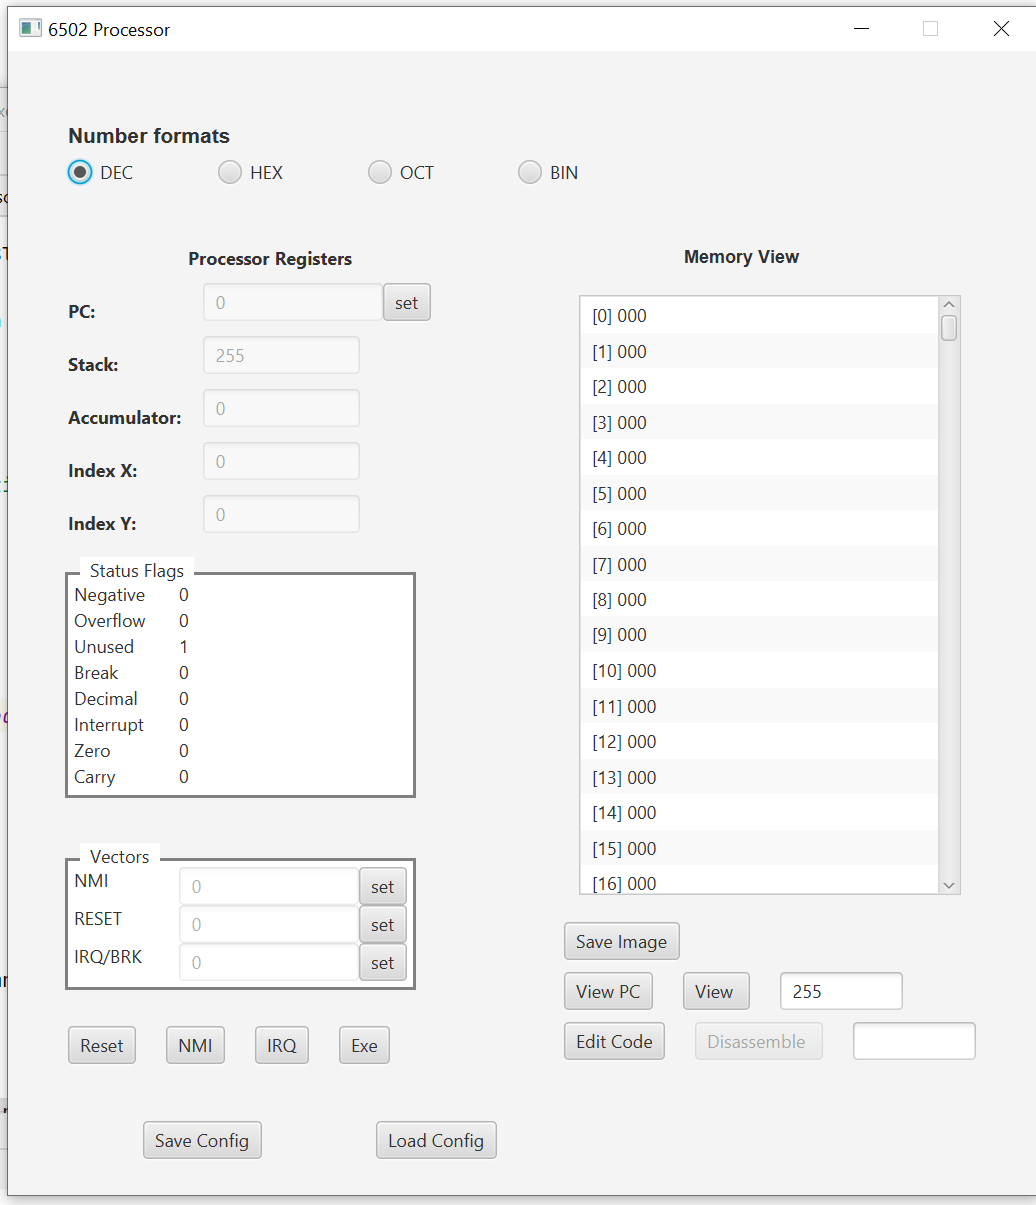 6502 Processor
Number formats
DEC HEX OCT BIN
Processor Registers
PC: 0 set
Stack: 255
Accumulator: 0
Index X: 0
Index Y: 0
Status Flags
Negative 0
Overflow 0
Unused 1
Break 0
Decimal 0
Interrupt 0
Zero 0
Carry 0
Vectors
NMI 0 set
RESET 0 set
IRQ/BRK 0 set
Reset NMI IRQ Exe
Save Config Load Config
Memory View
[0] 000
[1] 000
[2] 000
[3] 000
[4] 000
[5] 000
[6] 000
[7] 000
[8] 000
[9] 000
[10] 000
[11] 000
[12] 000
[13] 000
[14] 000
[15] 000
[16] 000
Save Image
View PC View 255
Edit Code Disassemble